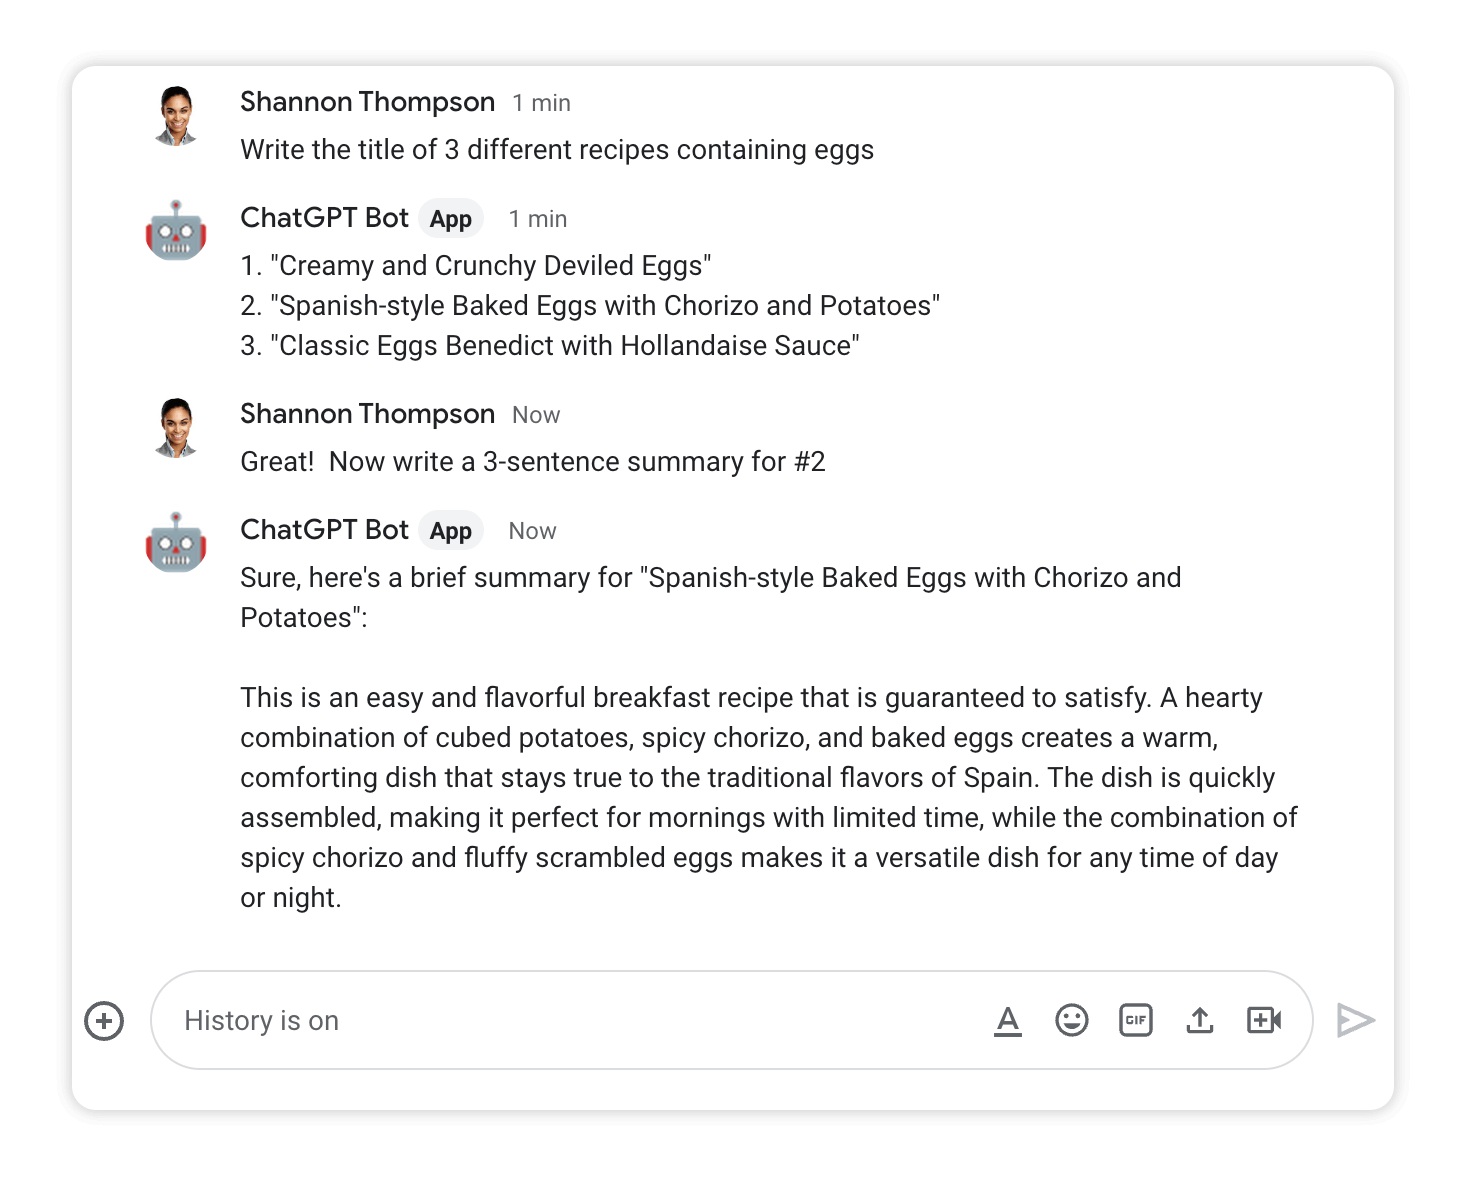 Shannon Thompson 1 min
Write the title of 3 different recipes containing eggs
ChatGPT Bot App 1 min
1. "Creamy and Crunchy Deviled Eggs"
2. "Spanish-style Baked Eggs with Chorizo and Potatoes"
3. "Classic Eggs Benedict with Hollandaise Sauce"
Shannon Thompson Now
Great!  Now write a 3-sentence summary for #2
ChatGPT Bot App Now
Sure, here's a brief summary for "Spanish-style Baked Eggs with Chorizo and
Potatoes":
This is an easy and flavorful breakfast recipe that is guaranteed to satisfy. A hearty
combination of cubed potatoes, spicy chorizo, and baked eggs creates a warm,
comforting dish that stays true to the traditional flavors of Spain. The dish is quickly
assembled, making it perfect for mornings with limited time, while the combination of
spicy chorizo and fluffy scrambled eggs makes it a versatile dish for any time of day
or night.
History is on A GIF